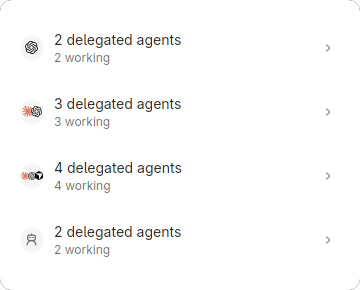 2 delegated agents
2 working
3 delegated agents
3 working
4 delegated agents
4 working
2 delegated agents
2 working